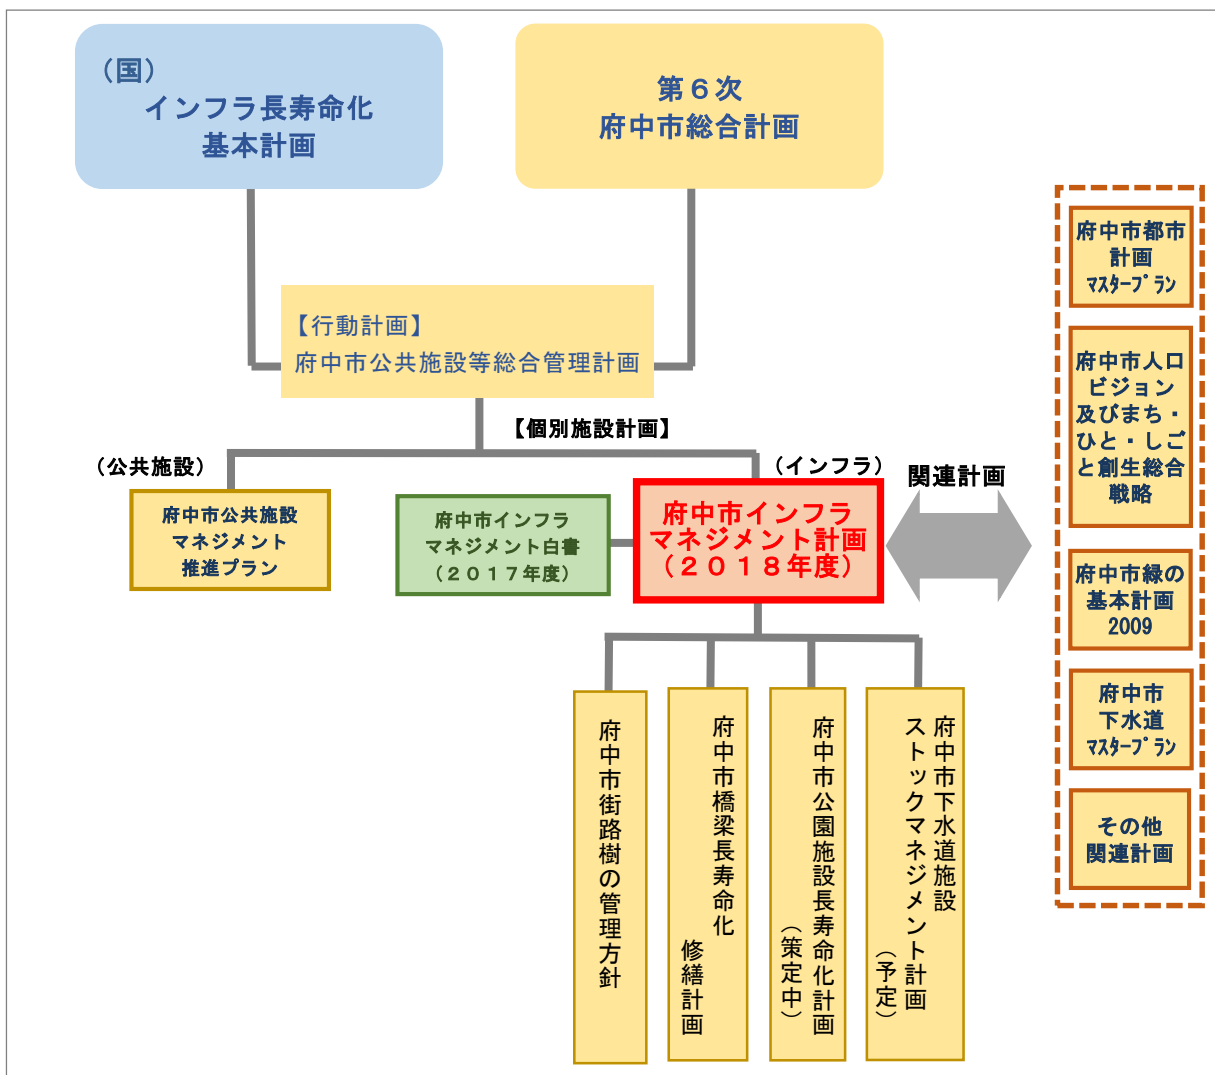 （国）
インフラ長寿命化
基本計画
第６次
府中市総合計画
【行動計画】
府中市公共施設等総合管理計画
【個別施設計画】
（公共施設）
（インフラ）
関連計画
府中市公共施設
マネジメント
推進プラン
府中市インフラ
マネジメント白書
（２０１７年度）
府中市インフラ
マネジメント計画
（２０１８年度）
府中市街路樹の管理方針
府中市橋梁長寿命化
修繕計画
府中市公園施設長寿命化計画
（策定中）
府中市下水道施設
ストックマネジメント計画
（予定）
府中市都市
計画
ﾏｽﾀｰﾌﾟﾗﾝ
府中市人口
ビジョン
及びまち・
ひと・しご
と創生総合
戦略
府中市緑の
基本計画
2009
府中市
下水道
ﾏｽﾀｰﾌﾟﾗﾝ
その他
関連計画